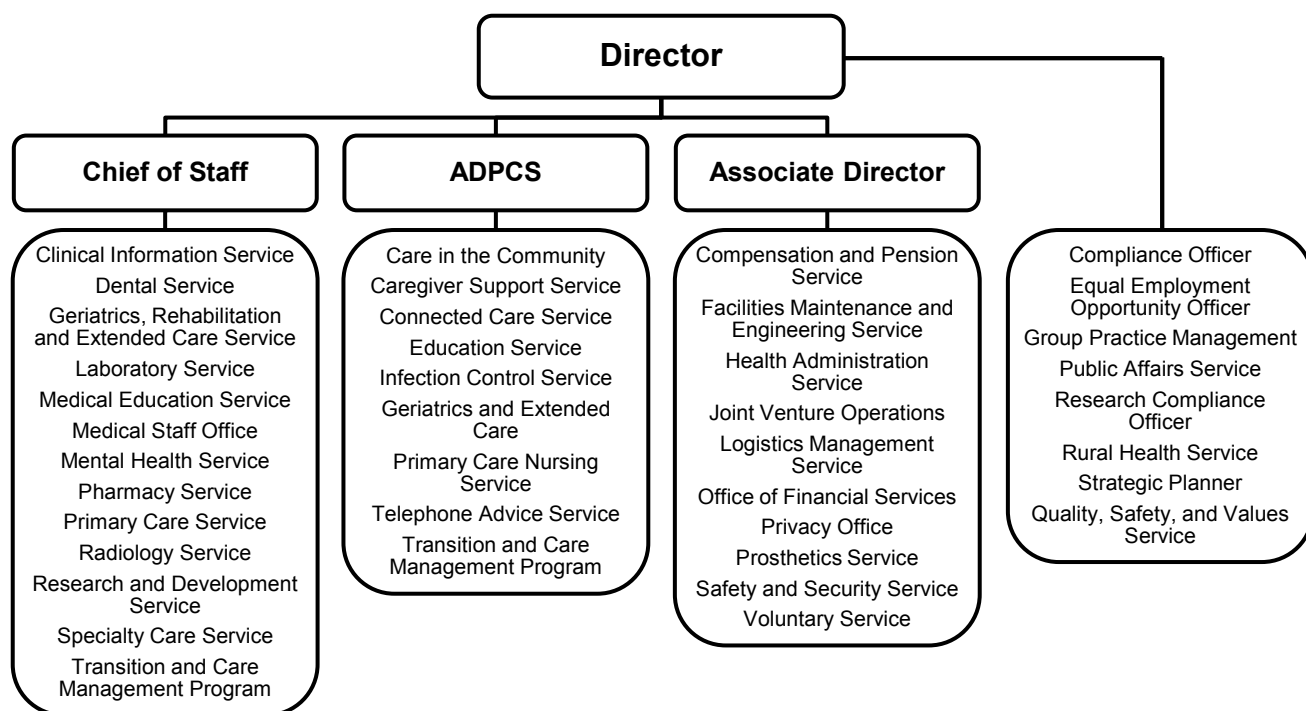 Director
Chief of Staff
ADPCS
Associate Director
Clinical Information Service
Dental Service
Geriatrics, Rehabilitation
and Extended Care Service
Laboratory Service
Medical Education Service
Medical Staff Office
Mental Health Service
Pharmacy Service
Primary Care Service
Radiology Service
Research and Development
Service
Specialty Care Service
Transition and Care
Management Program
Care in the Community
Caregiver Support Service
Connected Care Service
Education Service
Infection Control Service
Geriatrics and Extended
Care
Primary Care Nursing
Service
Telephone Advice Service
Transition and Care
Management Program
Compensation and Pension
Service
Facilities Maintenance and
Engineering Service
Health Administration
Service
Joint Venture Operations
Logistics Management
Service
Office of Financial Services
Privacy Office
Prosthetics Service
Safety and Security Service
Voluntary Service
Compliance Officer
Equal Employment
Opportunity Officer
Group Practice Management
Public Affairs Service
Research Compliance
Officer
Rural Health Service
Strategic Planner
Quality, Safety, and Values
Service